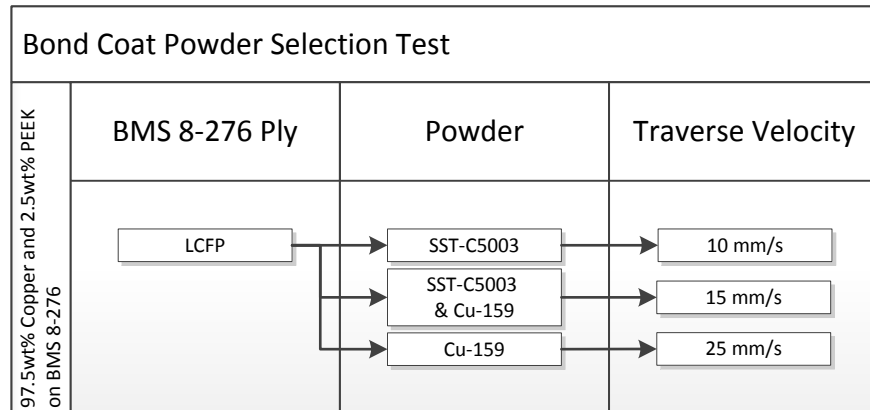 Bond Coat Powder Selection Test
97.5wt% Copper and 2.5wt% PEEK
on BMS 8-276
BMS 8-276 Ply
Powder
Traverse Velocity
LCFP
SST-C5003
10 mm/s
SST-C5003
& Cu-159
15 mm/s
Cu-159
25 mm/s